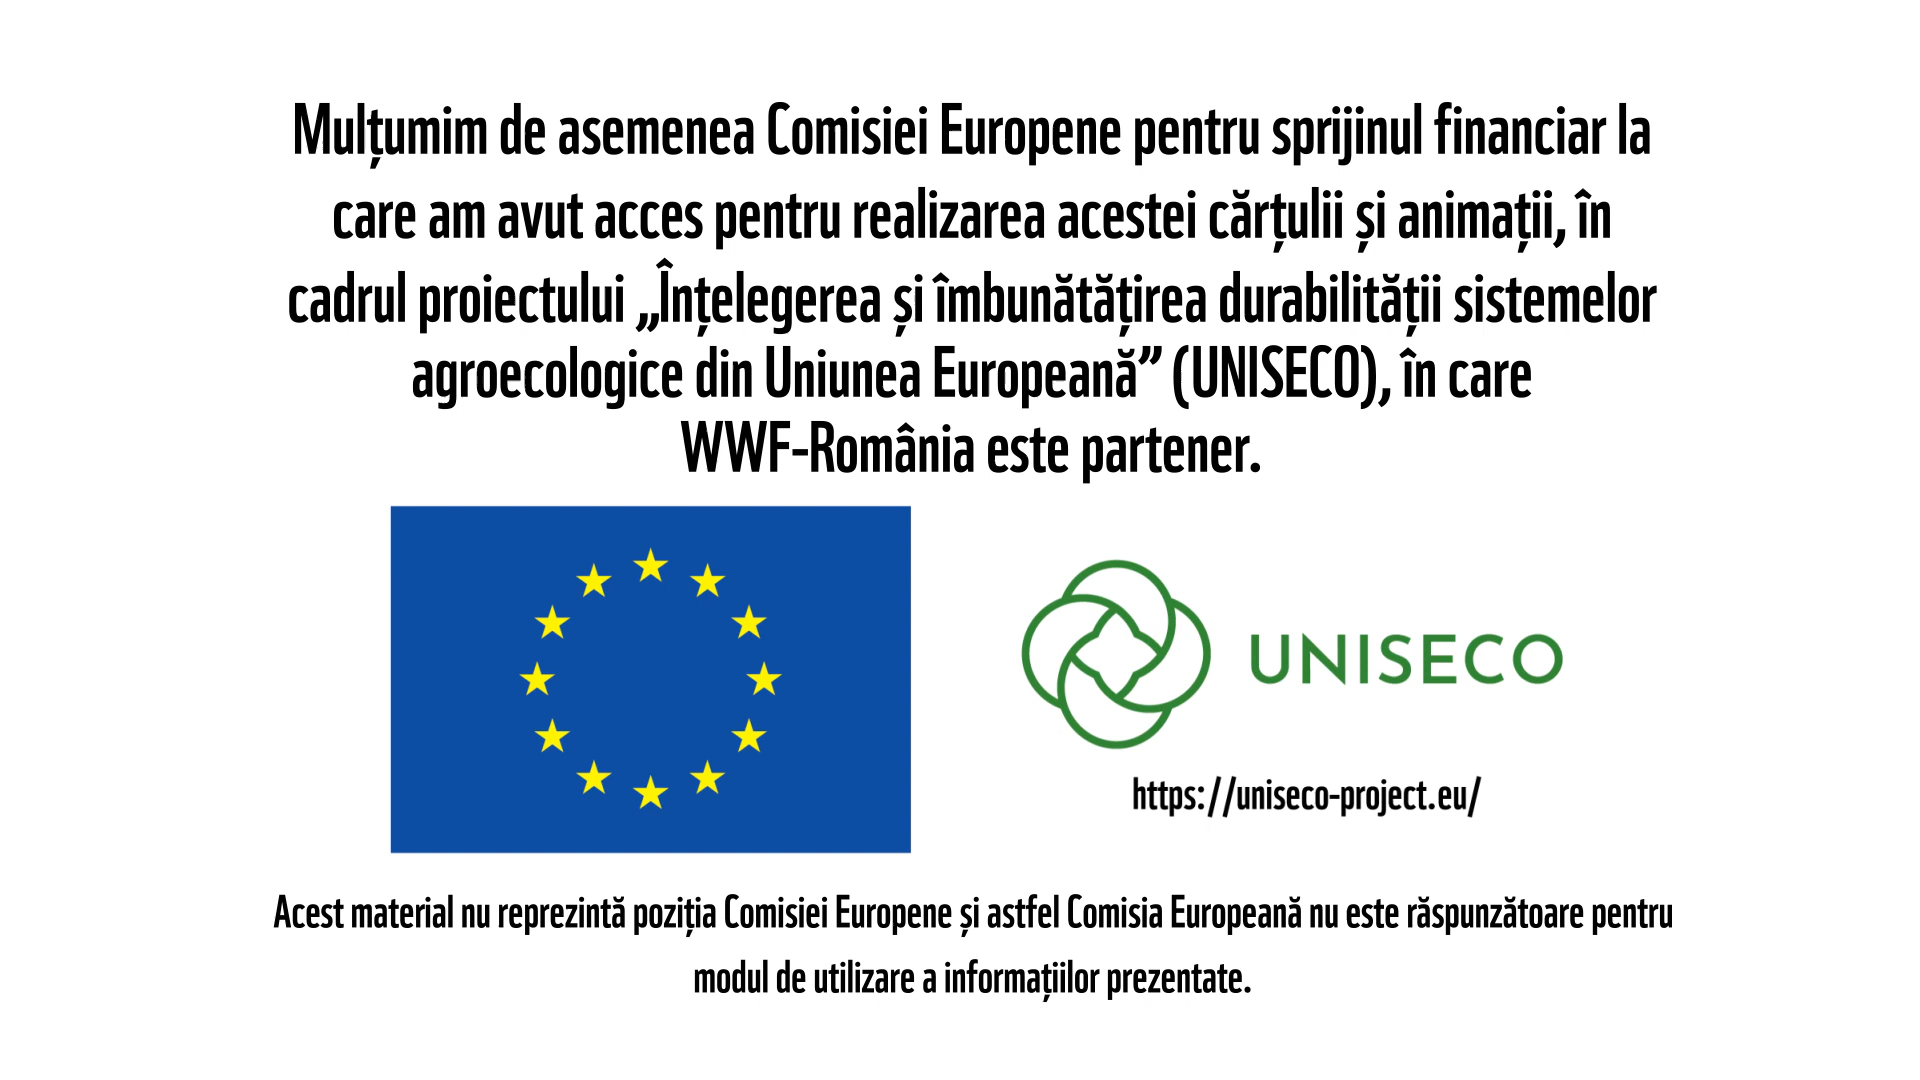 Mulțumim de asemenea Comisiei Europene pentru sprijinul financiar la
care am avut acces pentru realizarea acestei cărțulii și animații, în
cadrul proiectului „Înțelegerea și îmbunătățirea durabilității sistemelor
agroecologice din Uniunea Europeană” (UNISECO), în care
WWF-România este partener.
UNISECO
https://uniseco-project.eu/
Acest material nu reprezintă poziția Comisiei Europene și astfel Comisia Europeană nu este răspunzătoare pentru
modul de utilizare a informațiilor prezentate.